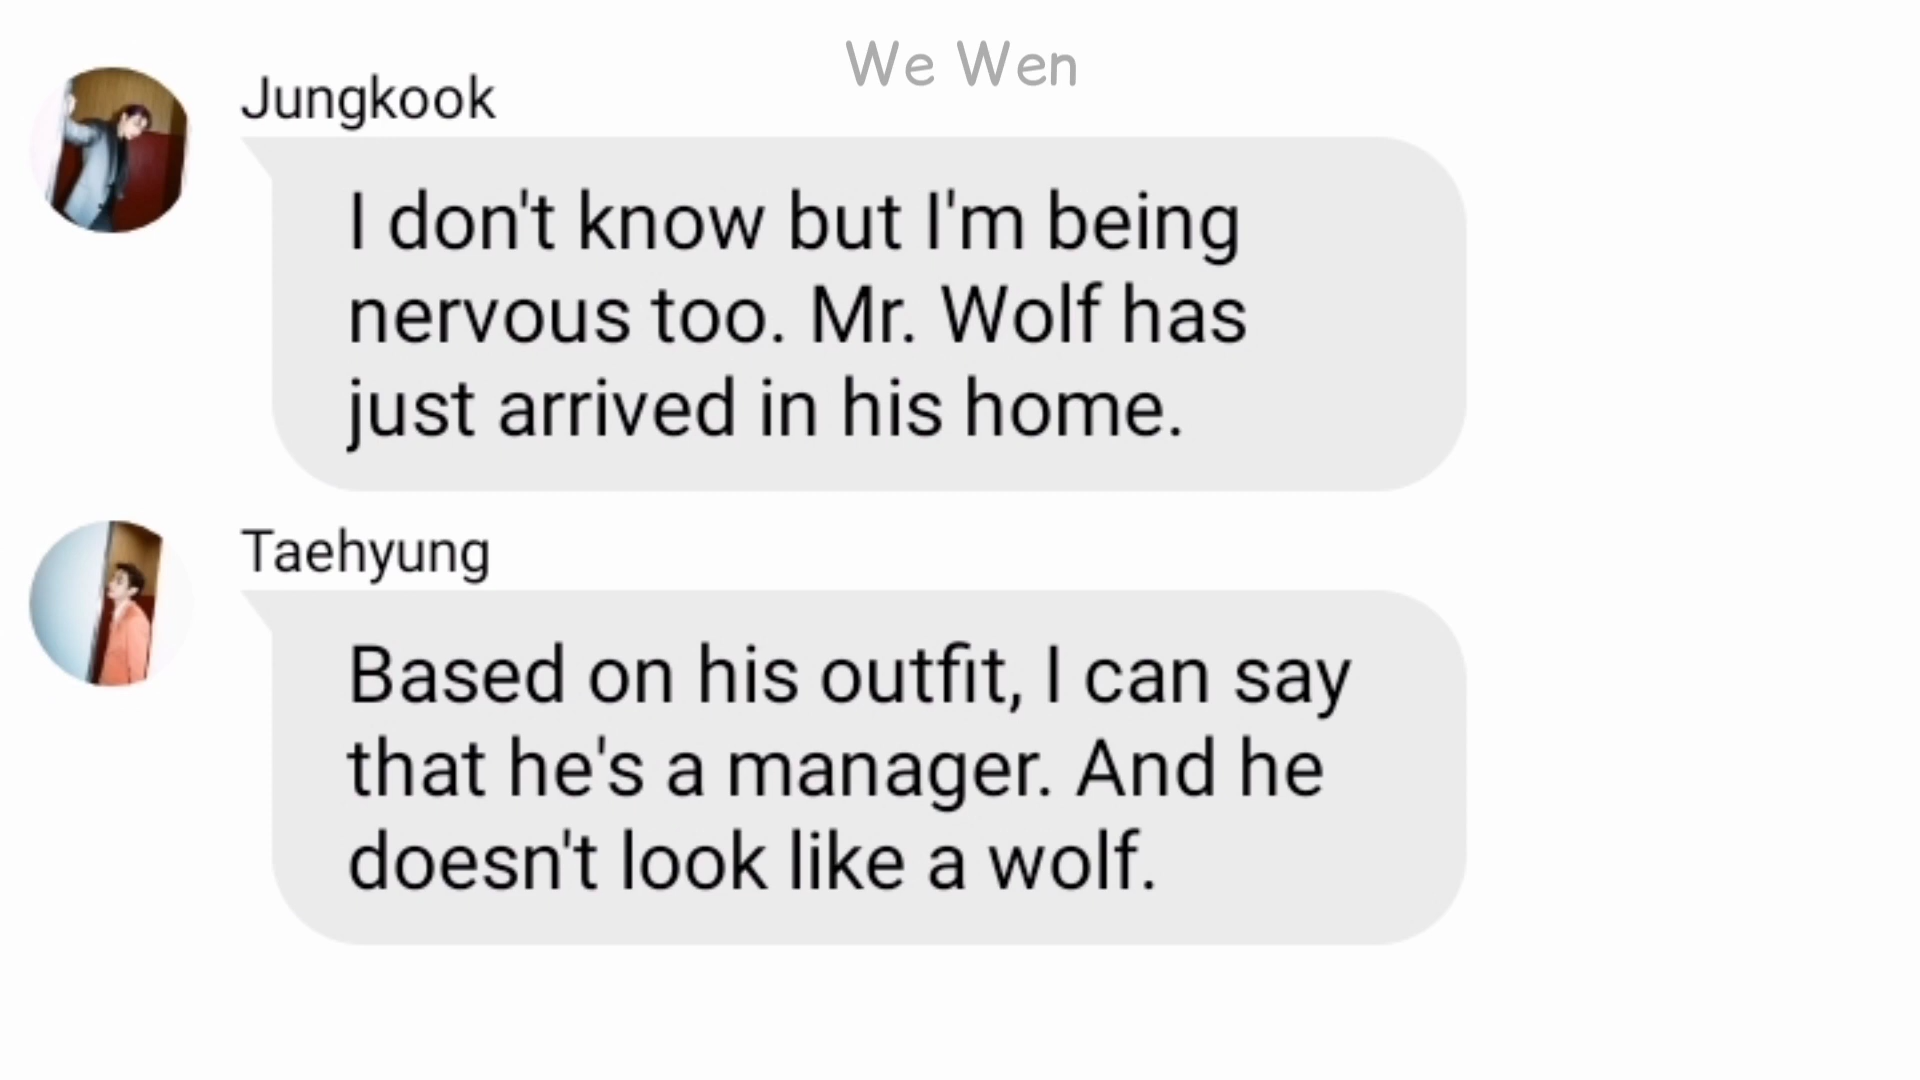 We Wen
Jungkook
I don't know but I'm being
nervous too. Mr. Wolf has
just arrived in his home.
Taehyung
Based on his outfit, I can say
that he's a manager. And he
doesn't look like a wolf.